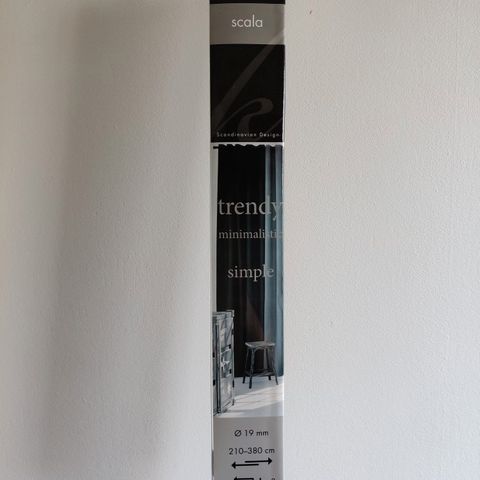 scala
Scandinavian Design
trendy
minimalistic
simple
Ø 19 mm
210-380 cm